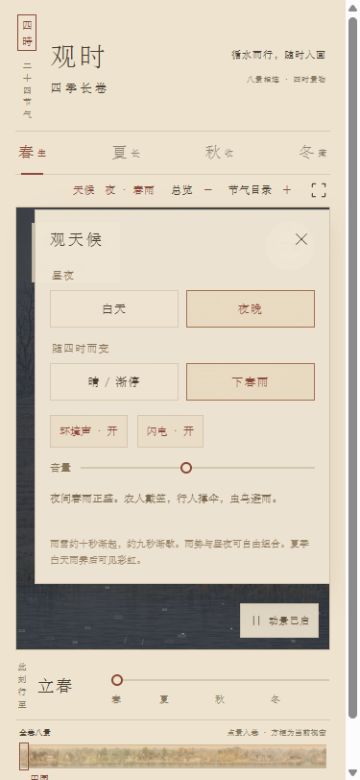 四時
二十四节气
观时
四季长卷
循水而行，随时入画
八景相连 · 四时景动
春 生
夏 长
秋 收
冬 藏
天候 夜 · 春雨 总览 − 节气目录 +
观天候
昼夜
白天
夜晚
随四时而变
晴 / 渐停
下春雨
环境声 · 开
闪电 · 开
音量
夜间春雨正盛。农人戴笠，行人撑伞，虫鸟避雨。
雨雪约十秒渐起，约九秒渐歇。雨势与昼夜可自由组合。夏季
白天雨霁后可见彩虹。
动景已启
此刻行至
立春
春 夏 秋 冬
全卷八景
点景入卷 · 方框为当前视窗